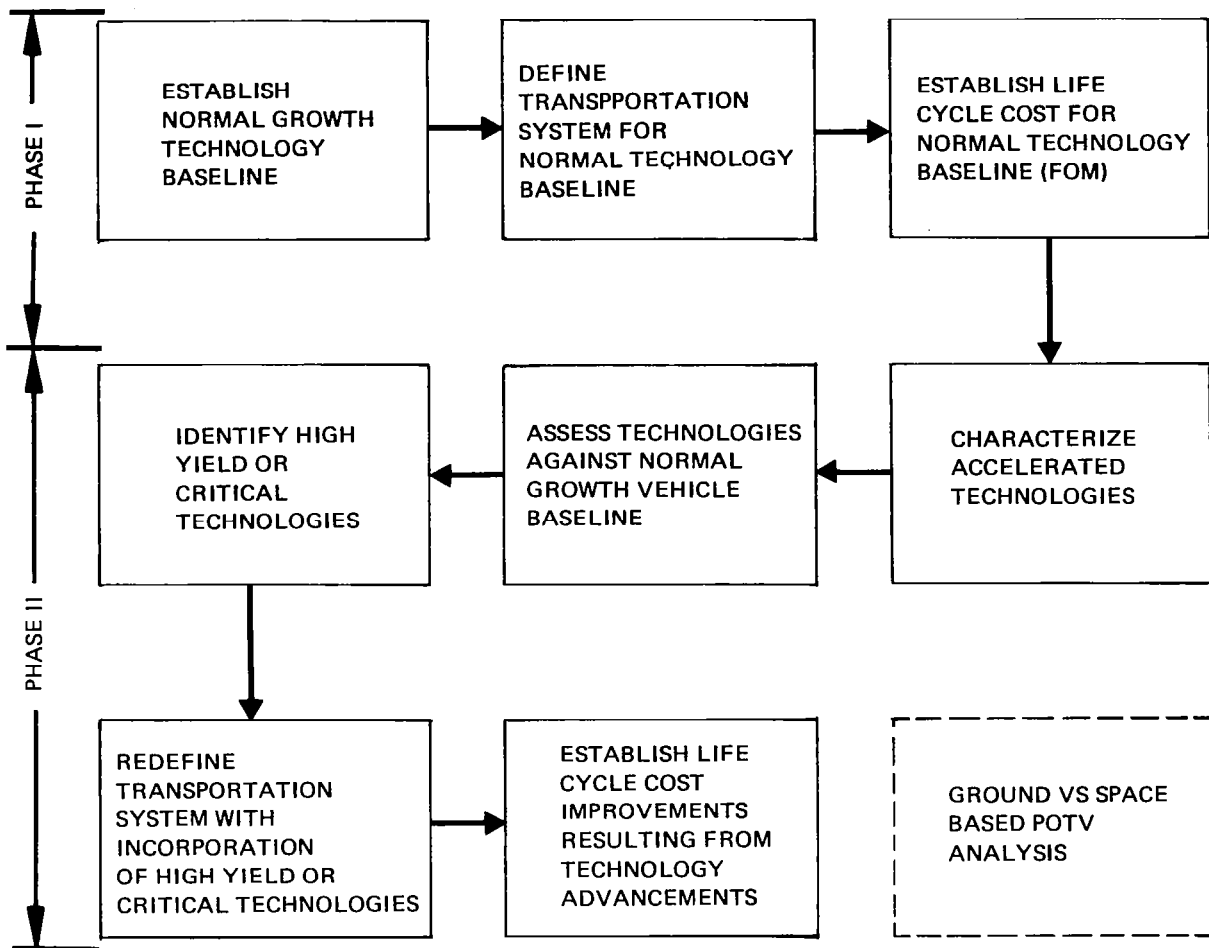 PHASE I
ESTABLISH
NORMAL GROWTH
TECHNOLOGY
BASELINE
DEFINE
TRANSPPORTATION
SYSTEM FOR
NORMAL TECHNOLOGY
BASELINE
ESTABLISH LIFE
CYCLE COST FOR
NORMAL TECHNOLOGY
BASELINE (FOM)
PHASE II
CHARACTERIZE
ACCELERATED
TECHNOLOGIES
ASSESS TECHNOLOGIES
AGAINST NORMAL
GROWTH VEHICLE
BASELINE
IDENTIFY HIGH
YIELD OR
CRITICAL
TECHNOLOGIES
REDEFINE
TRANSPORTATION
SYSTEM WITH
INCORPORATION
OF HIGH YIELD OR
CRITICAL TECHNOLOGIES
ESTABLISH LIFE
CYCLE COST
IMPROVEMENTS
RESULTING FROM
TECHNOLOGY
ADVANCEMENTS
GROUND VS SPACE
BASED POTV
ANALYSIS